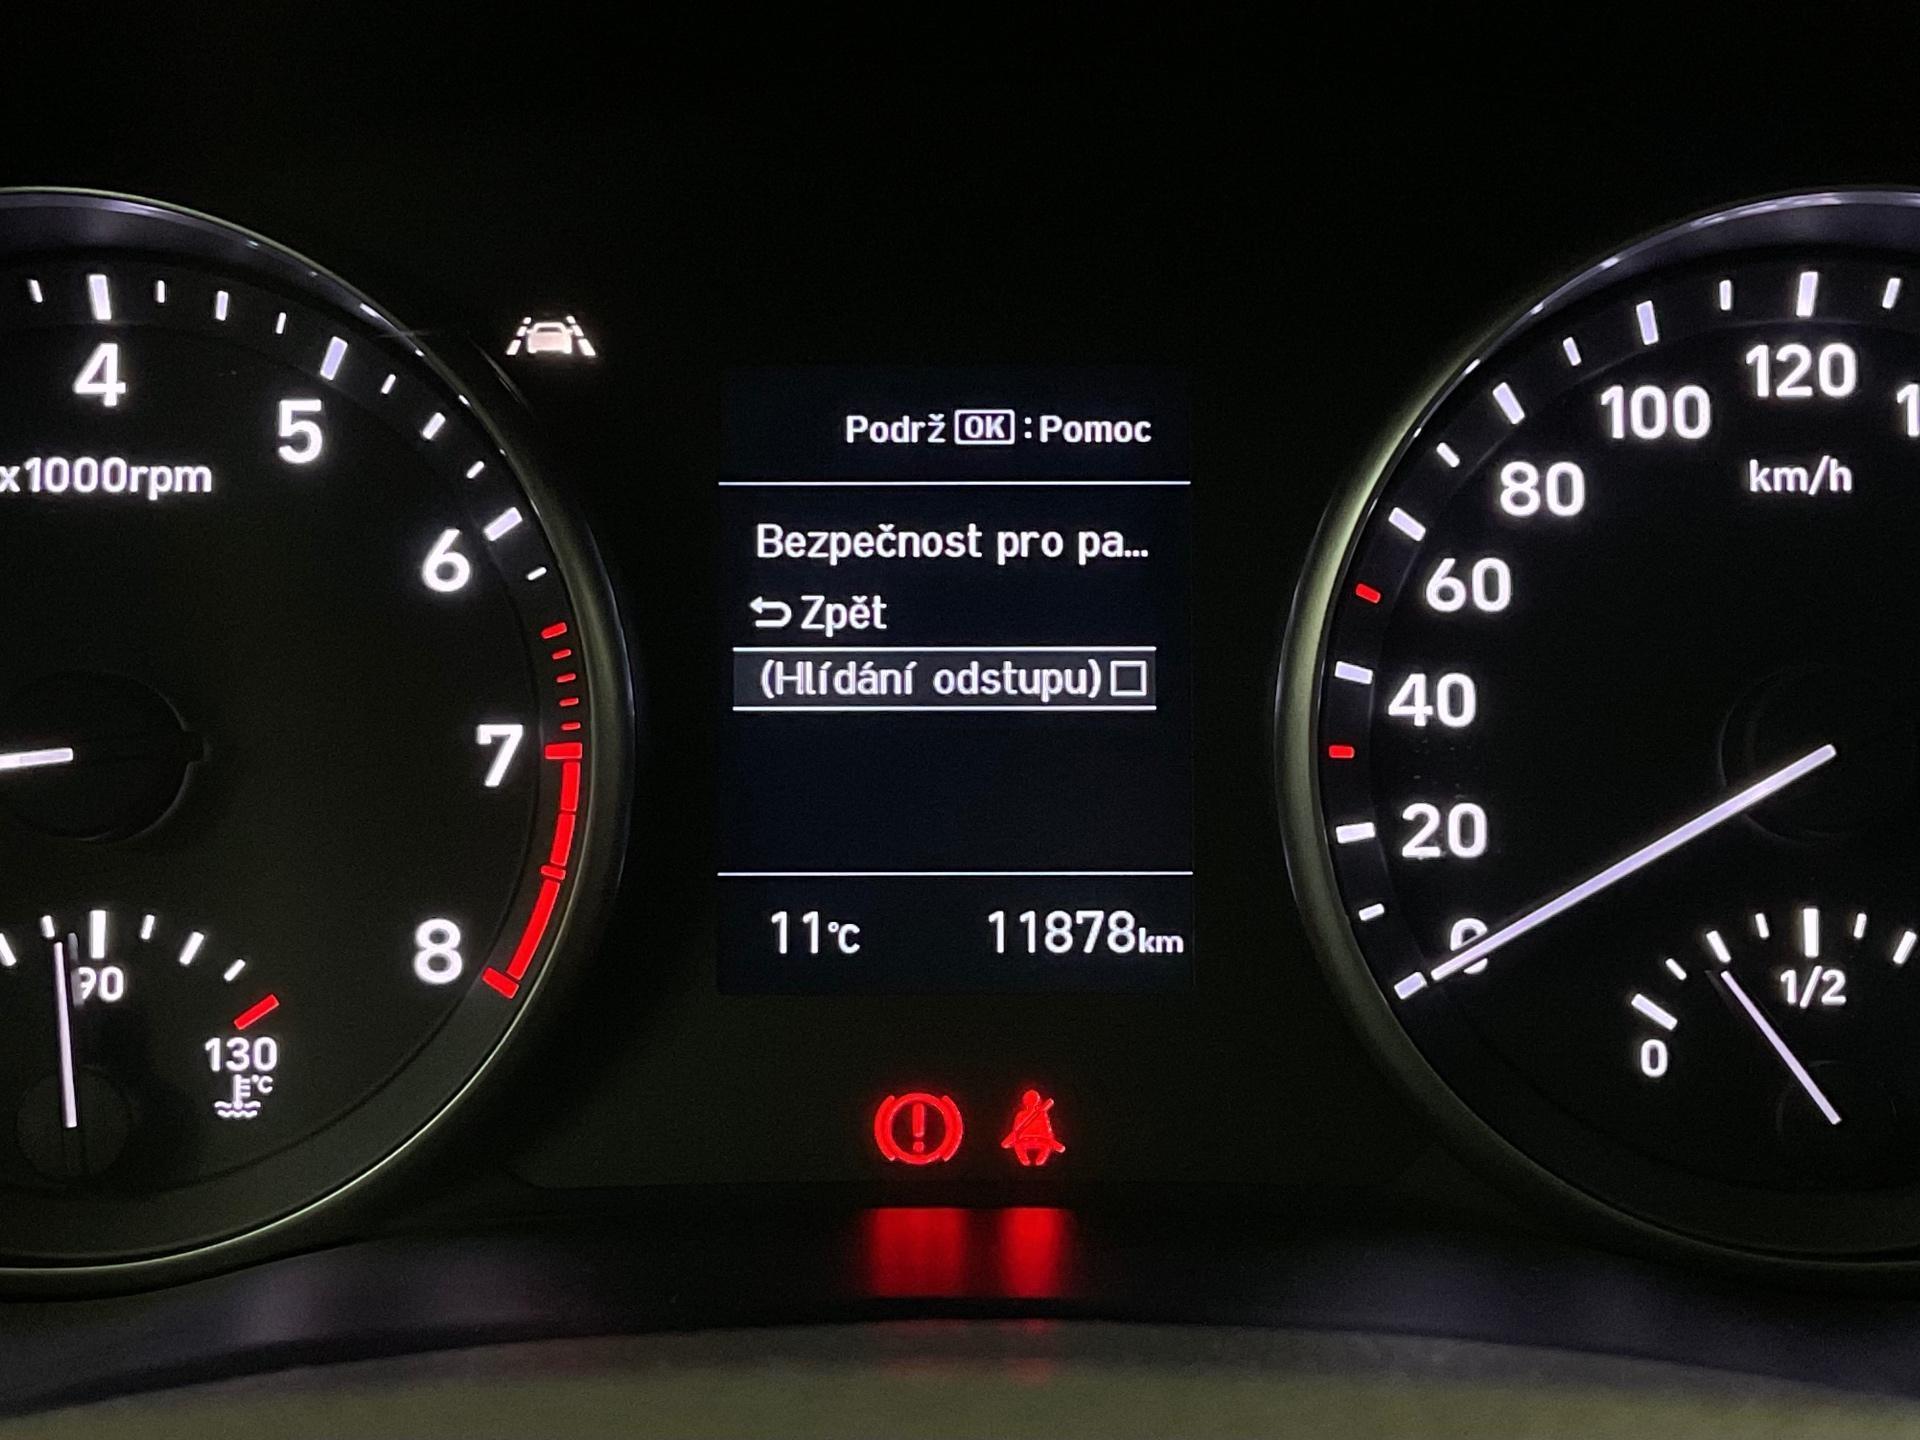 4
5
x1000rpm
6
7
8
90
130
°C
Podrž OK : Pomoc
Bezpečnost pro pa...
Zpět
(Hlídání odstupu)
11°C 11878km
120
100
km/h
80
60
40
20
0
1/2
0